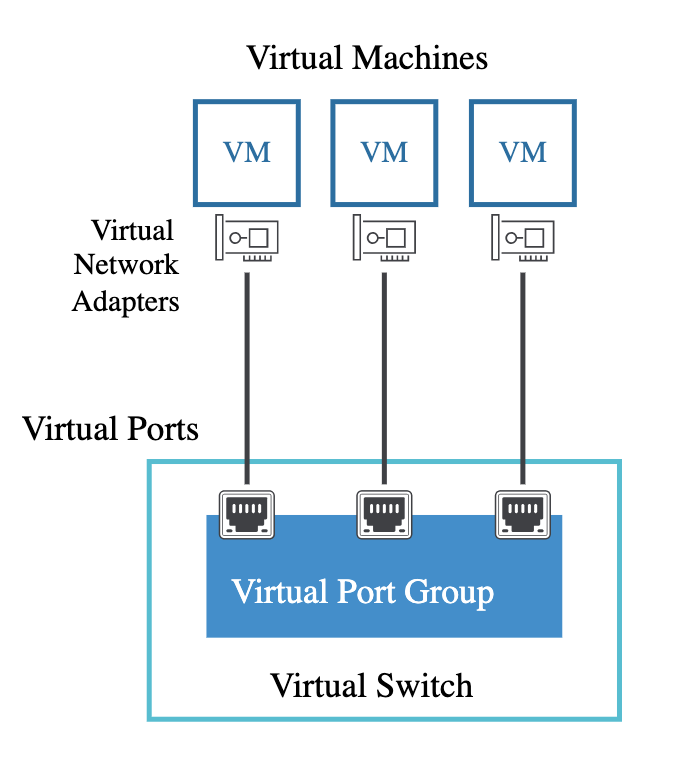 Virtual Machines
VM
VM
VM
Virtual
Network
Adapters
Virtual Ports
Virtual Port Group
Virtual Switch